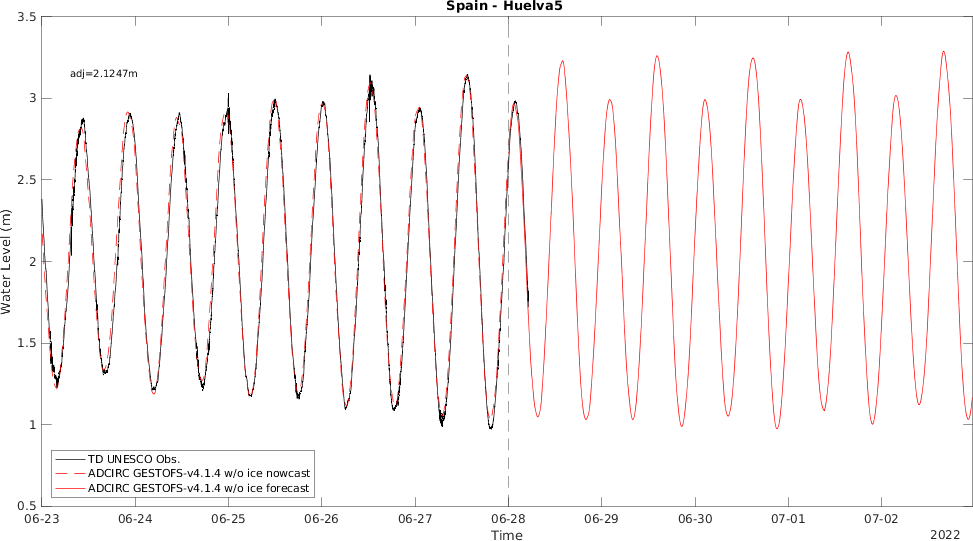 Spain - Huelva5
3.5
adj=2.1247m
3
2.5
Water Level (m)
2
1.5
1
TD UNESCO Obs.
ADCIRC GESTOFS-v4.1.4 w/o ice nowcast
ADCIRC GESTOFS-v4.1.4 w/o ice forecast
0.5
06-23 06-24 06-25 06-26 06-27 06-28 06-29 06-30 07-01 07-02
Time
2022